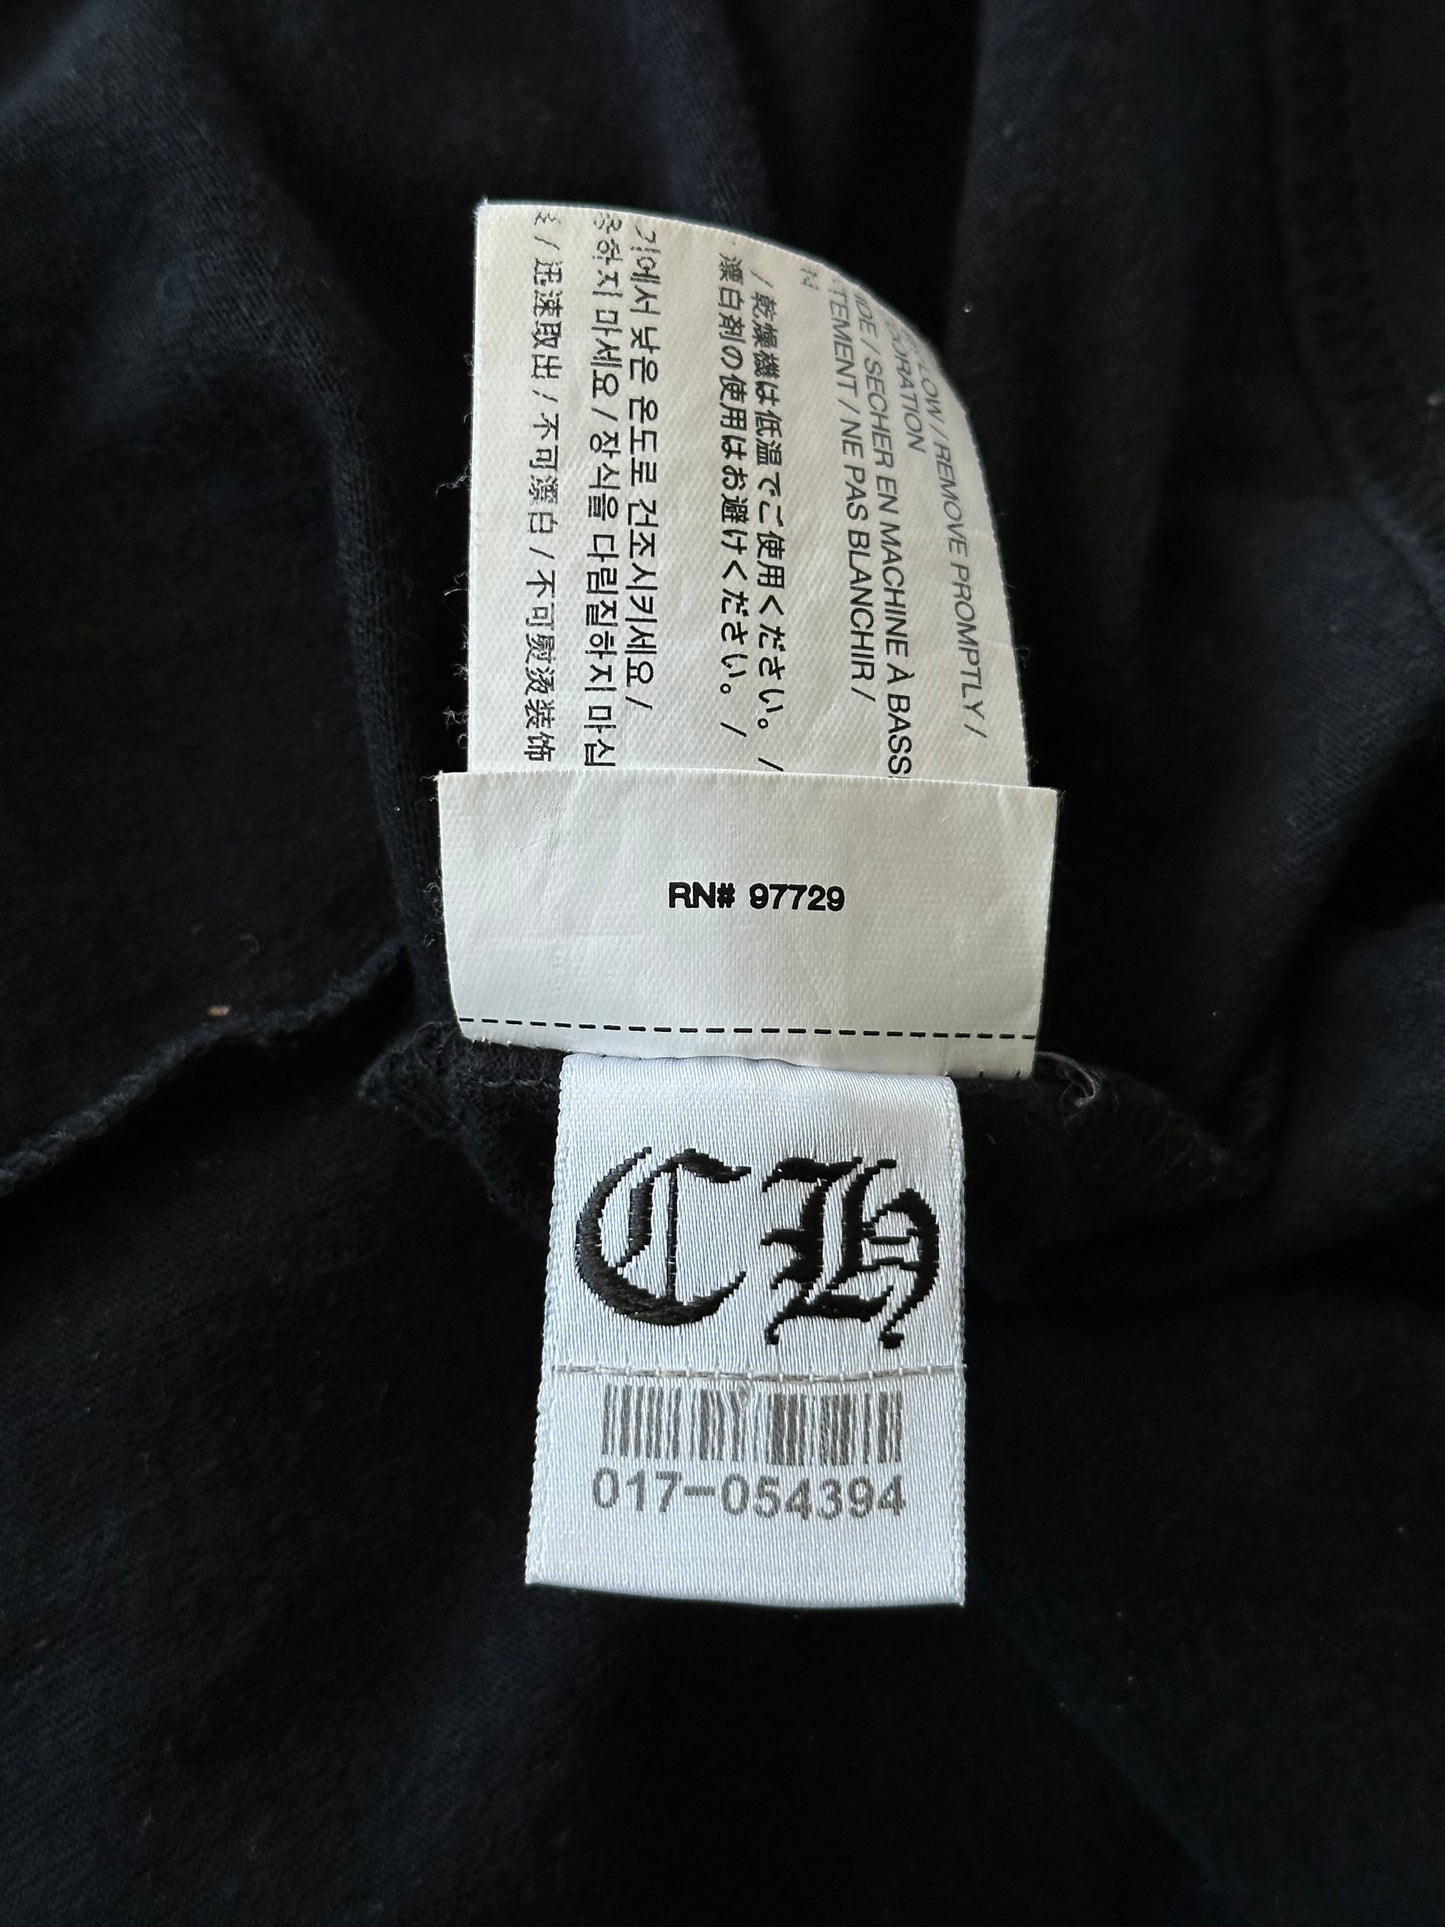 LOW / REMOVE PROMPTLY /
ORATION
IDE / SECHER EN MACHINE À BASS
TEMENT / NE PAS BLANCHIR /
N
/ 乾燥機は低温でご使用ください。 /
漂白剤の使用はお避けください。 /
기에서 낮은 온도로 건조시키세요 /
용하지 마세요 / 장식을 다림질하지 마십
/ 迅速取出 / 不可漂白 / 不可熨烫装饰
RN# 97729
CH
017-054394